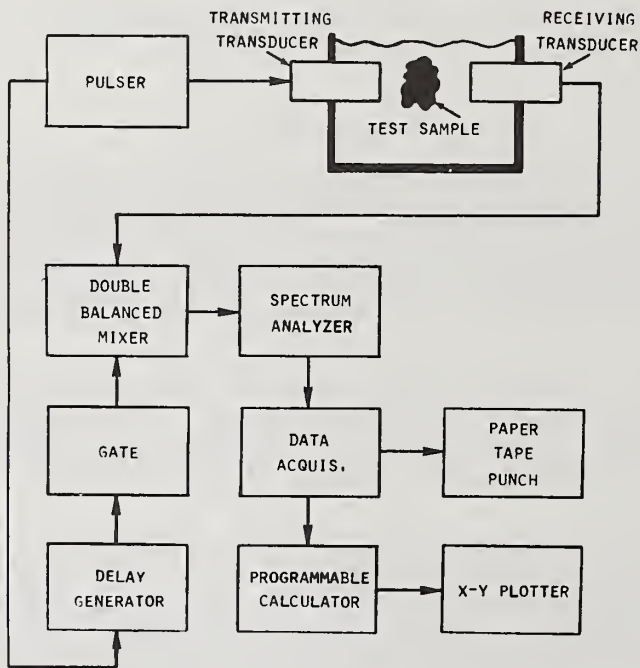 TRANSMITTING
TRANSDUCER
RECEIVING
TRANSDUCER
PULSER
TEST SAMPLE
DOUBLE
BALANCED
MIXER
SPECTRUM
ANALYZER
GATE
DATA
ACQUIS.
PAPER
TAPE
PUNCH
DELAY
GENERATOR
PROGRAMMABLE
CALCULATOR
X-Y PLOTTER